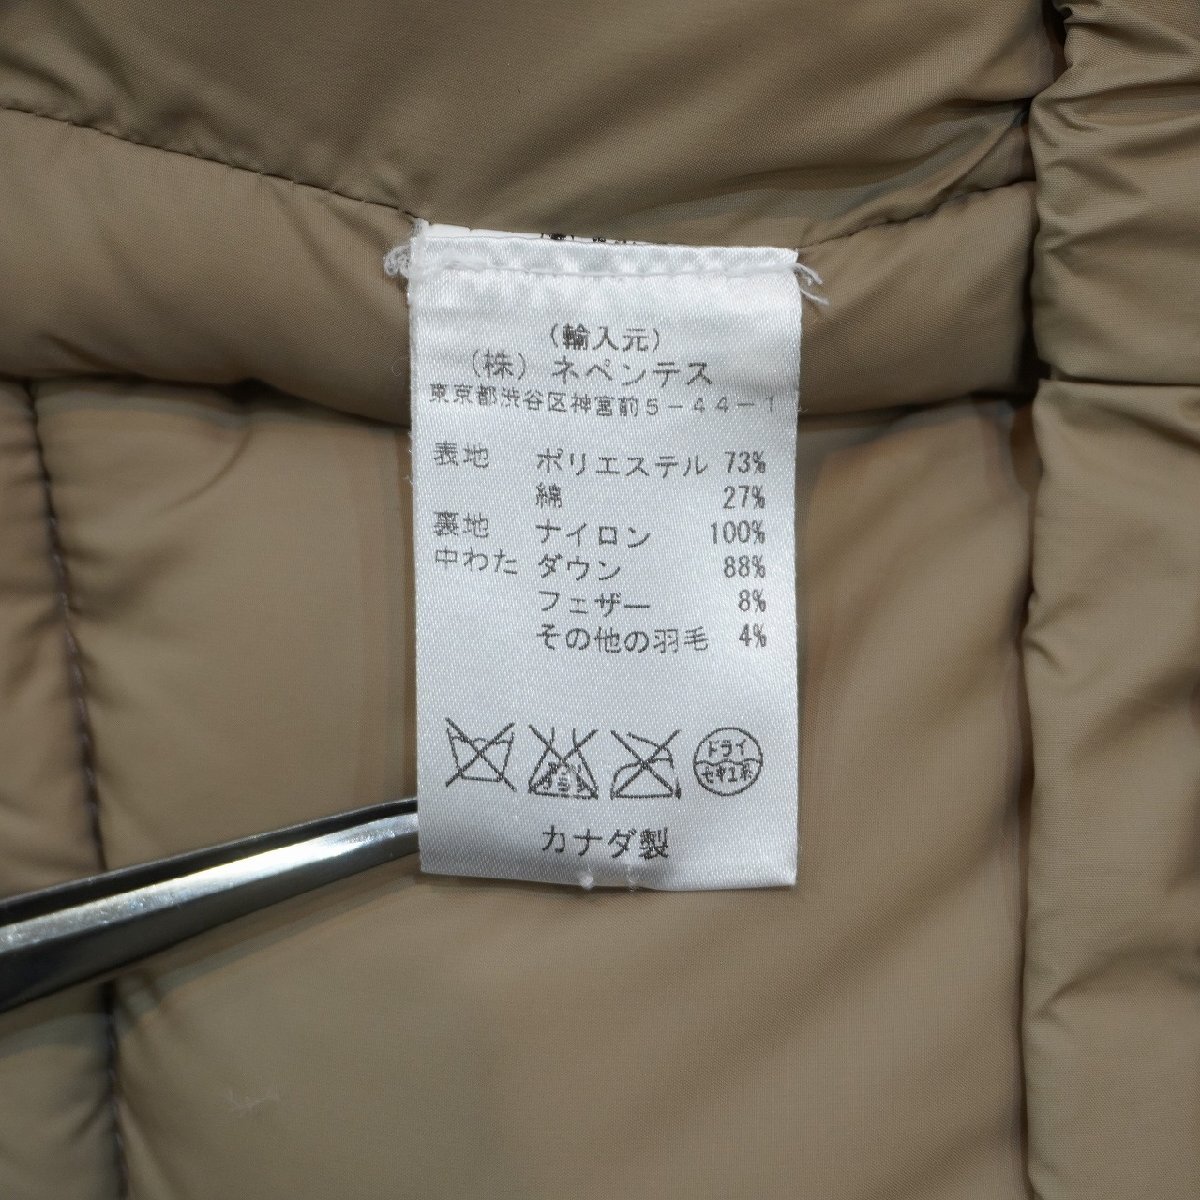 (輸入元)
(株) ネペンテス
東京都渋谷区神宮前5-44-1
表地 ポリエステル 73%
綿 27%
裏地 ナイロン 100%
中わた ダウン 88%
フェザー 8%
その他の羽毛 4%
ドライ
セキユ系
カナダ製